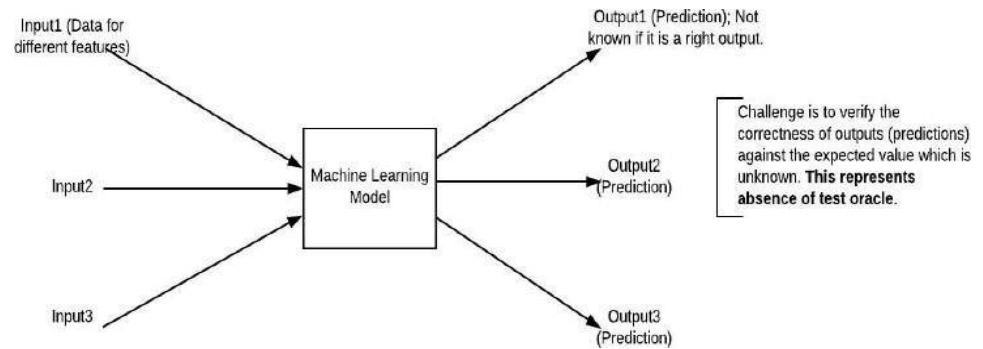 Input1 (Data for
different features)
Output1 (Prediction); Not
known if it is a right output.
Challenge is to verify the
correctness of outputs (predictions)
against the expected value which is
unknown. This represents
absence of test oracle.
Input2
Machine Learning
Model
Output2
(Prediction)
Input3
Output3
(Prediction)